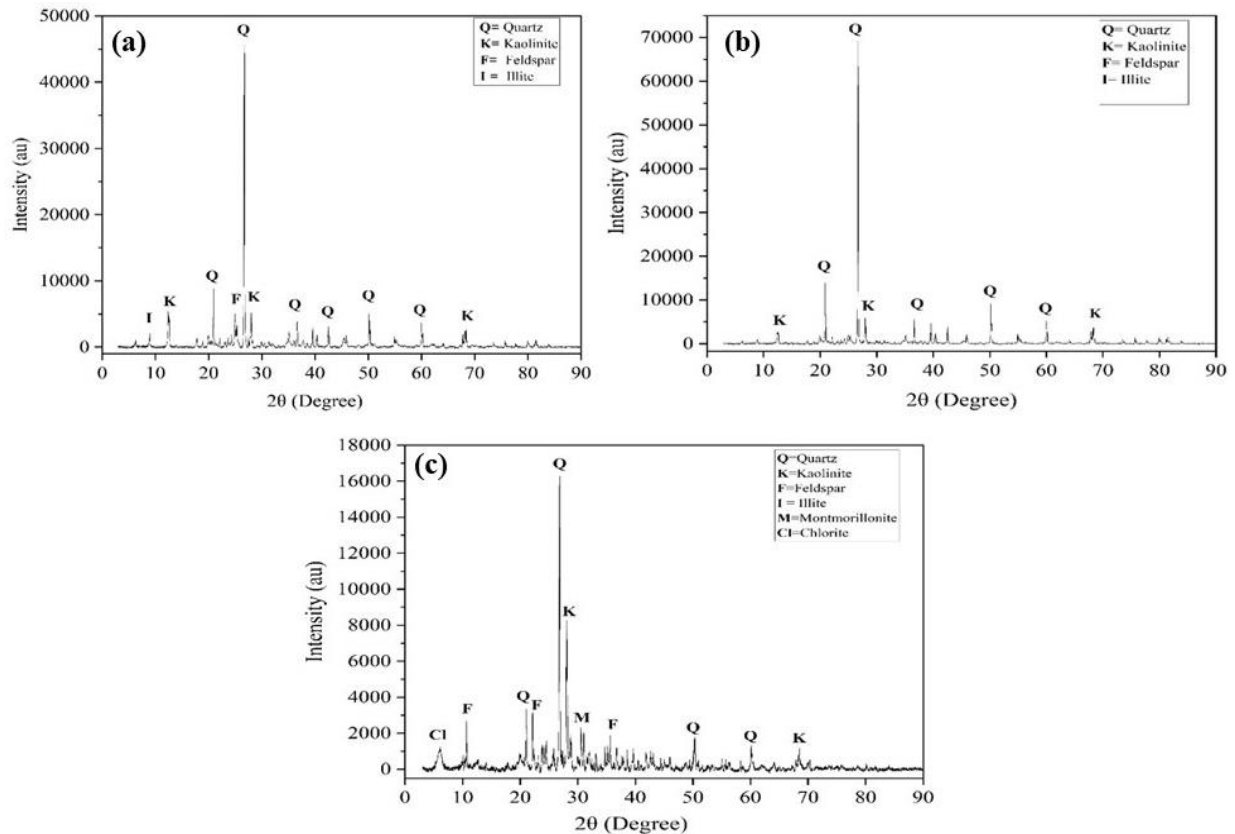 (a)
Q= Quartz
K= Kaolinite
F= Feldspar
I = Illite
Intensity (au)
50000
40000
30000
20000
10000
0
Q
I
K
Q
F
K
Q
Q
Q
Q
K
0 10 20 30 40 50 60 70 80 90
2θ (Degree)
(b)
Q= Quartz
K= Kaolinite
F= Feldspar
I– Illite
Intensity (au)
70000
60000
50000
40000
30000
20000
10000
0
Q
K
Q
K
Q
Q
Q
K
0 10 20 30 40 50 60 70 80 90
2θ (Degree)
(c)
Q=Quartz
K=Kaolinite
F=Feldspar
I = Illite
M=Montmorillonite
Cl=Chlorite
Intensity (au)
18000
16000
14000
12000
10000
8000
6000
4000
2000
0
Q
K
Cl
F
Q
F
M
F
Q
Q
K
0 10 20 30 40 50 60 70 80 90
2θ (Degree)